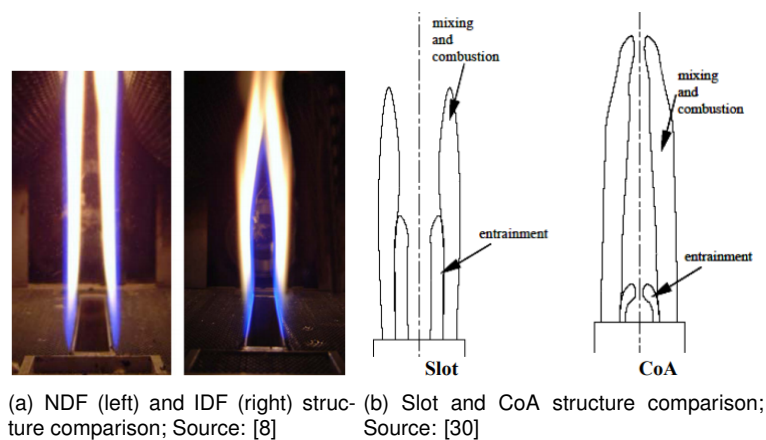 mixing
and
combustion
entrainment
Slot
mixing
and
combustion
entrainment
CoA
(a) NDF (left) and IDF (right) struc-
ture comparison; Source: [8]
(b) Slot and CoA structure comparison;
Source: [30]